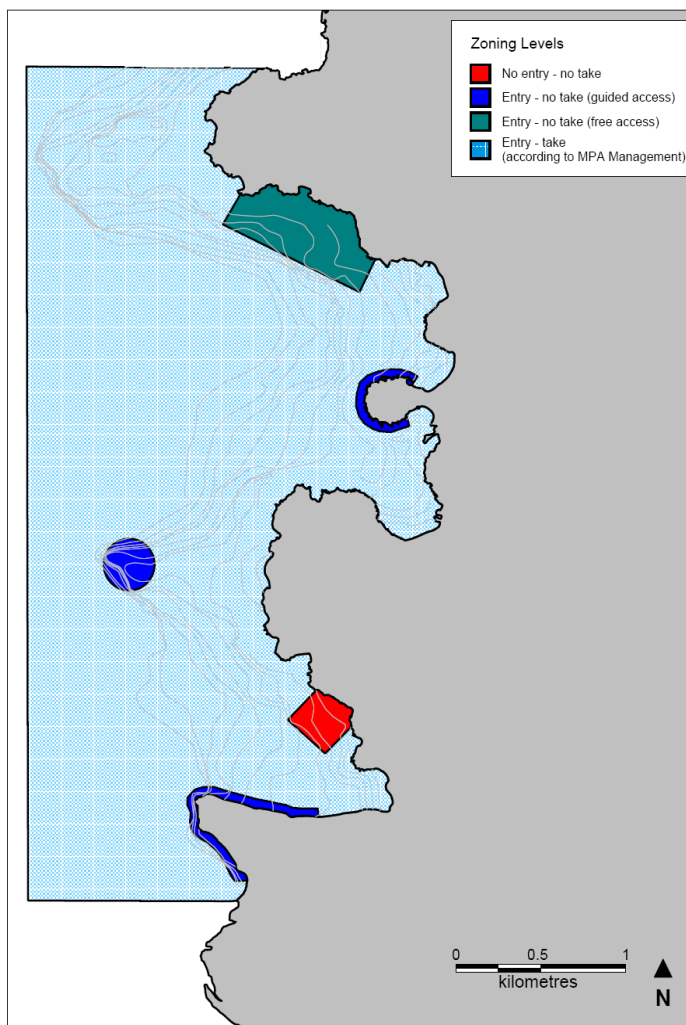 Zoning Levels
No entry - no take
Entry - no take (guided access)
Entry - no take (free access)
Entry - take
(according to MPA Management)
0 0.5 1
kilometres
N